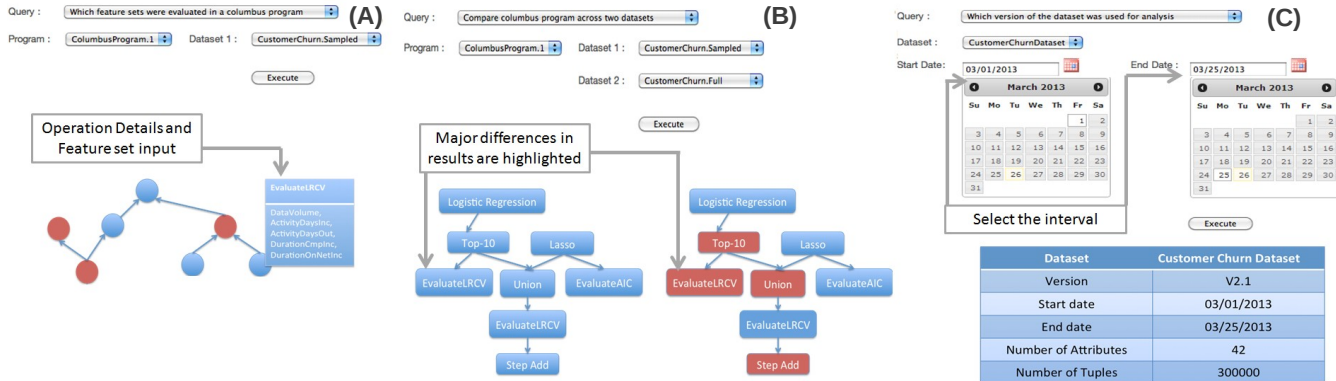 (A)
Query :
Which feature sets were evaluated in a columbus program
Program :
ColumbusProgram.1
Dataset 1 :
CustomerChurn.Sampled
Execute
Operation Details and
Feature set input
EvaluateLRCV
DataVolume,
ActivityDaysInc,
ActivityDaysOut,
DurationCmpInc,
DurationOnNetInc
(B)
Query :
Compare columbus program across two datasets
Program :
ColumbusProgram.1
Dataset 1 :
CustomerChurn.Sampled
Dataset 2 :
CustomerChurn.Full
Execute
Major differences in
results are highlighted
Logistic Regression
Top-10
Lasso
EvaluateLRCV
Union
EvaluateAIC
EvaluateLRCV
Step Add
Logistic Regression
Top-10
Lasso
EvaluateLRCV
Union
EvaluateAIC
EvaluateLRCV
Step Add
(C)
Query :
Which version of the dataset was used for analysis
Dataset :
CustomerChurnDataset
Start Date:
03/01/2013
End Date :
03/25/2013
March 2013
Su Mo Tu We Th Fr Sa
1 2
3 4 5 6 7 8 9
10 11 12 13 14 15 16
17 18 19 20 21 22 23
24 25 26 27 28 29 30
31
March 2013
Su Mo Tu We Th Fr Sa
1 2
3 4 5 6 7 8 9
10 11 12 13 14 15 16
17 18 19 20 21 22 23
24 25 26 27 28 29 30
31
Select the interval
Execute
Dataset Customer Churn Dataset
Version V2.1
Start date 03/01/2013
End date 03/25/2013
Number of Attributes 42
Number of Tuples 300000